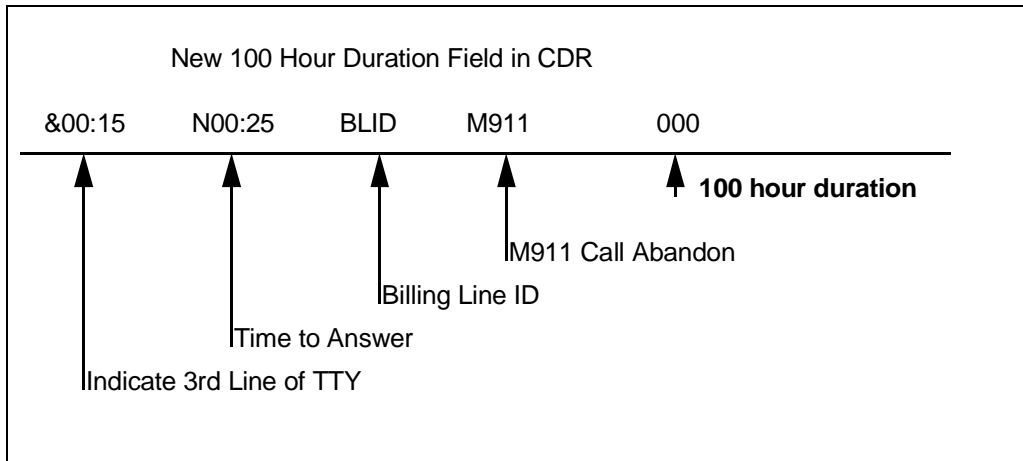 New 100 Hour Duration Field in CDR
&00:15 N00:25 BLID M911 000
100 hour duration
M911 Call Abandon
Billing Line ID
Time to Answer
Indicate 3rd Line of TTY